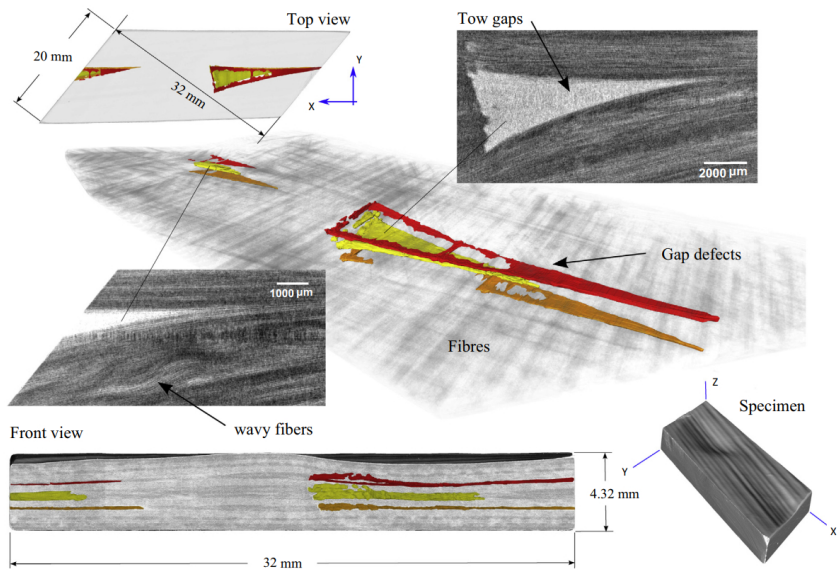 Top view
20 mm
32 mm
Y
X
Tow gaps
2000 µm
1000 µm
Gap defects
Fibres
wavy fibers
Front view
4.32 mm
32 mm
Z
Specimen
Y
X